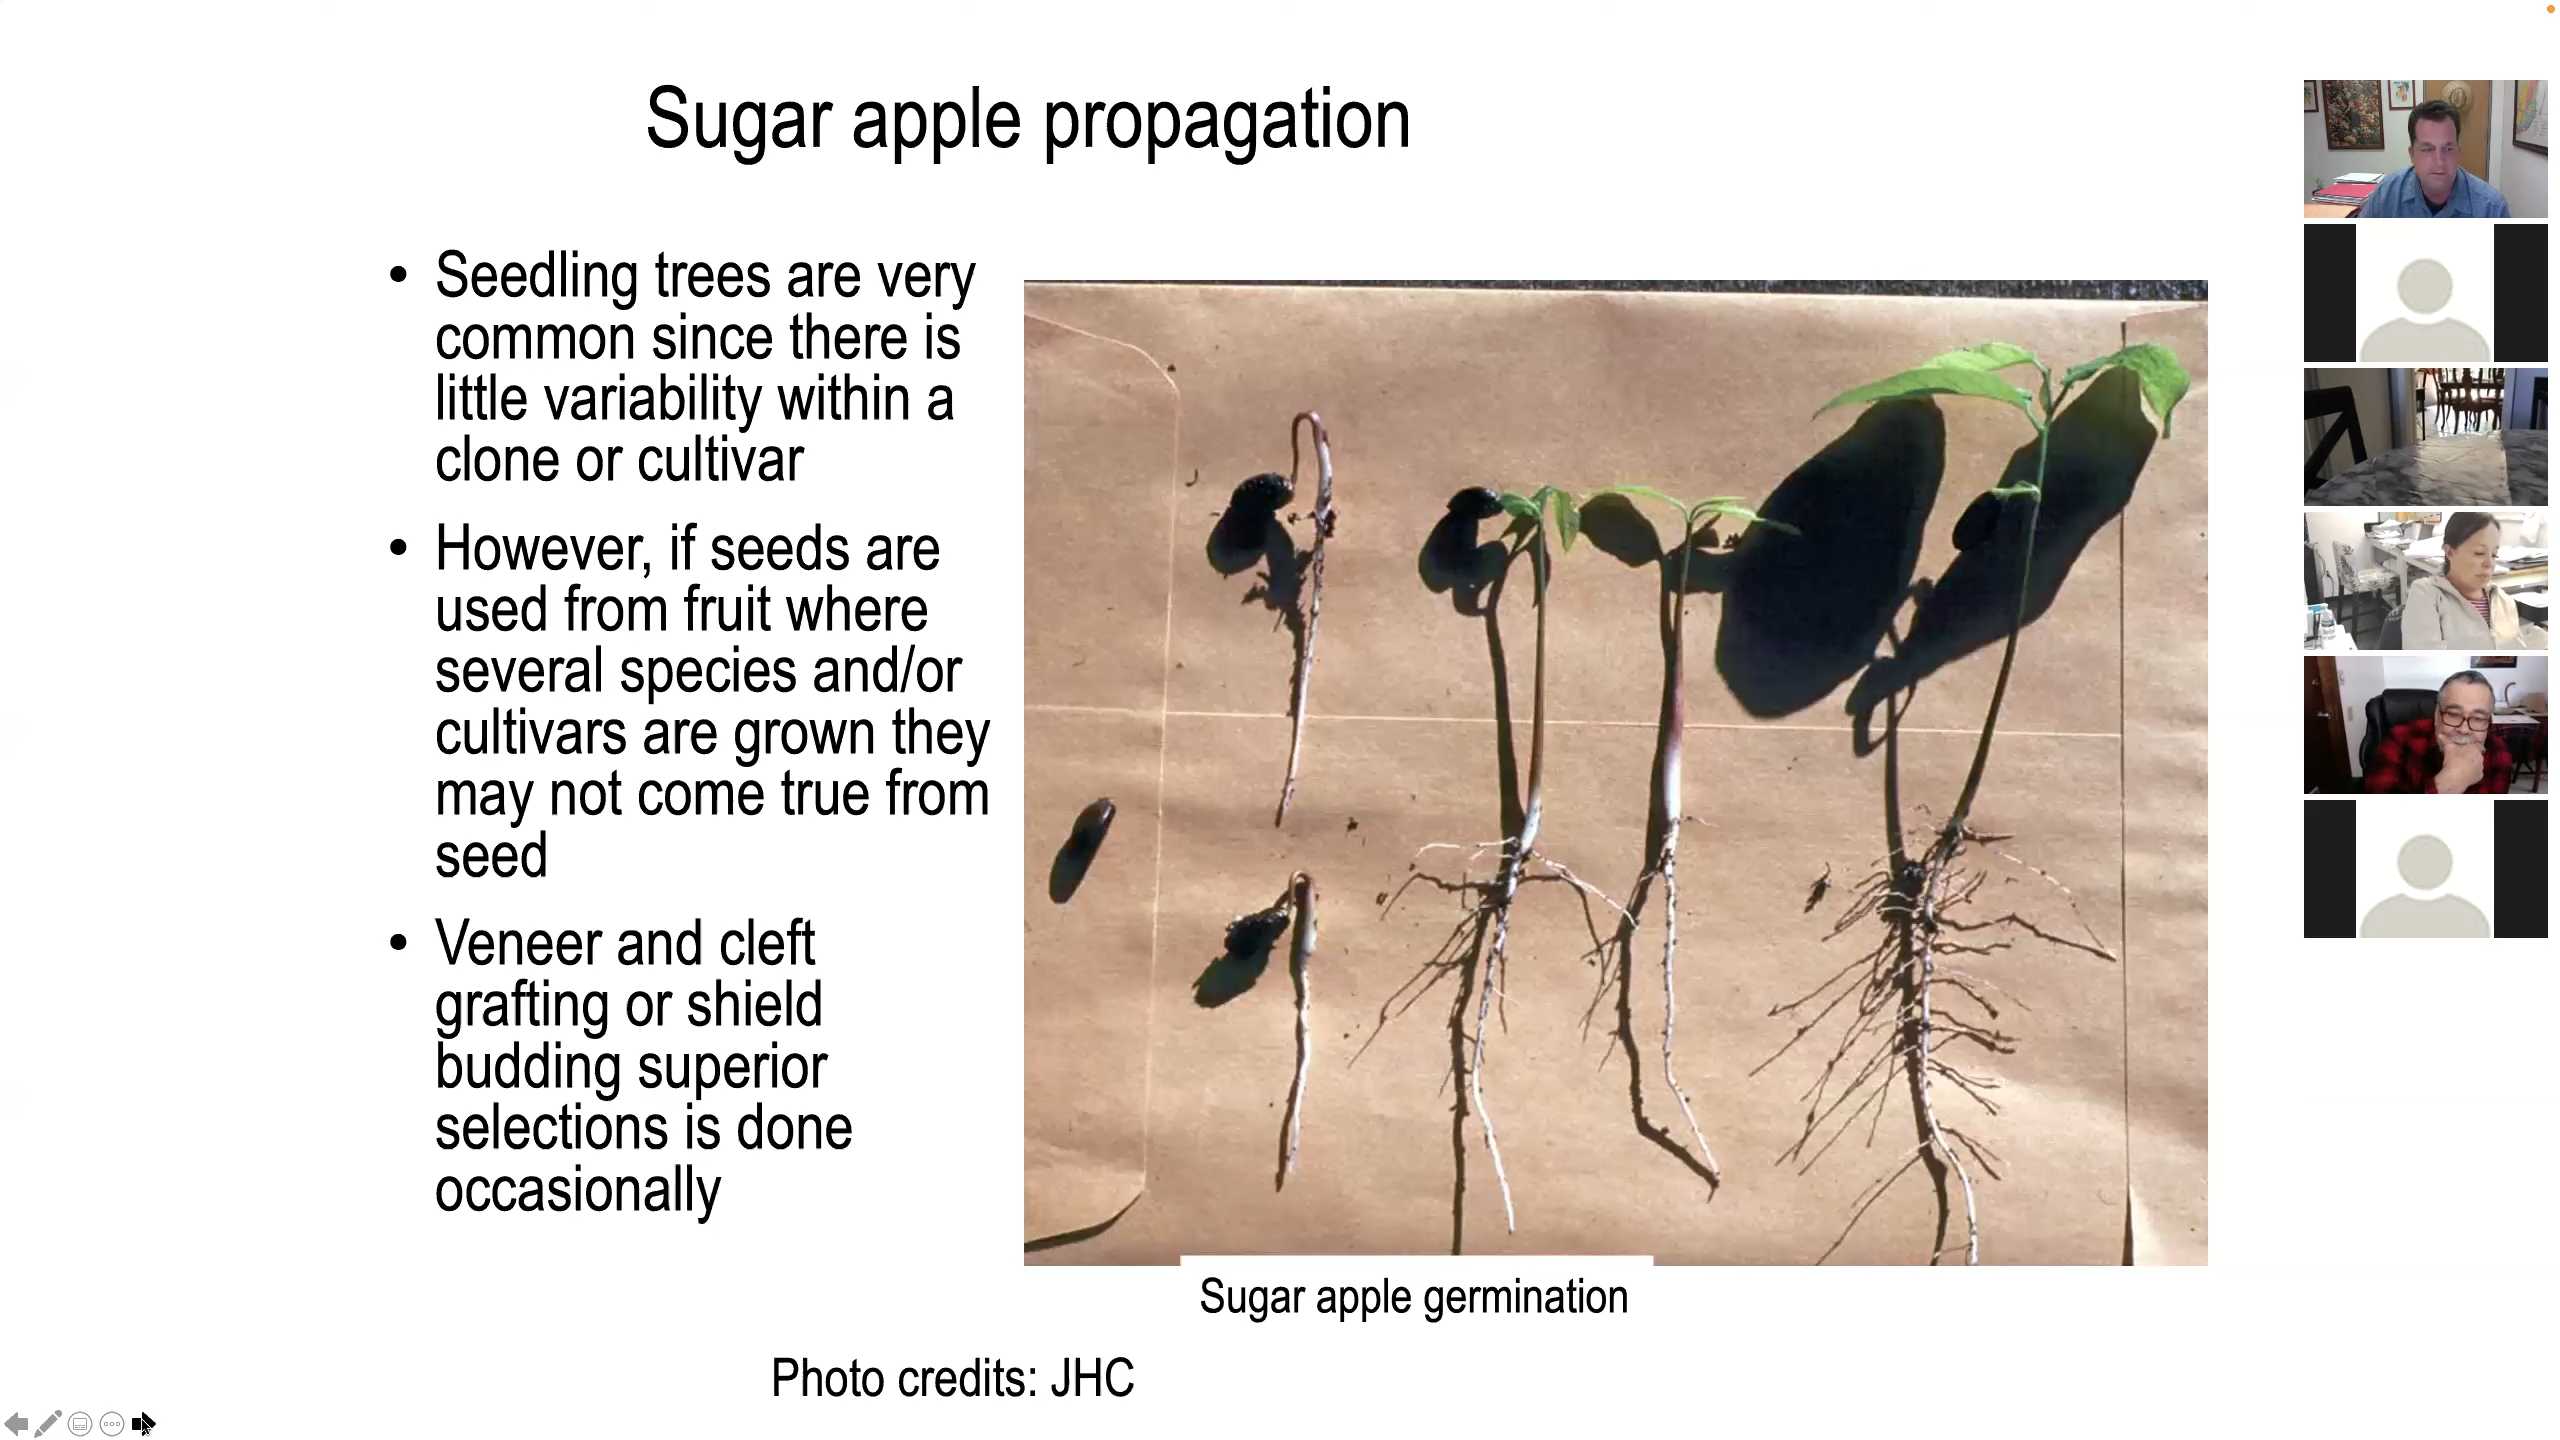 Sugar apple propagation
• Seedling trees are very
common since there is
little variability within a
clone or cultivar
• However, if seeds are
used from fruit where
several species and/or
cultivars are grown they
may not come true from
seed
• Veneer and cleft
grafting or shield
budding superior
selections is done
occasionally
Sugar apple germination
Photo credits: JHC